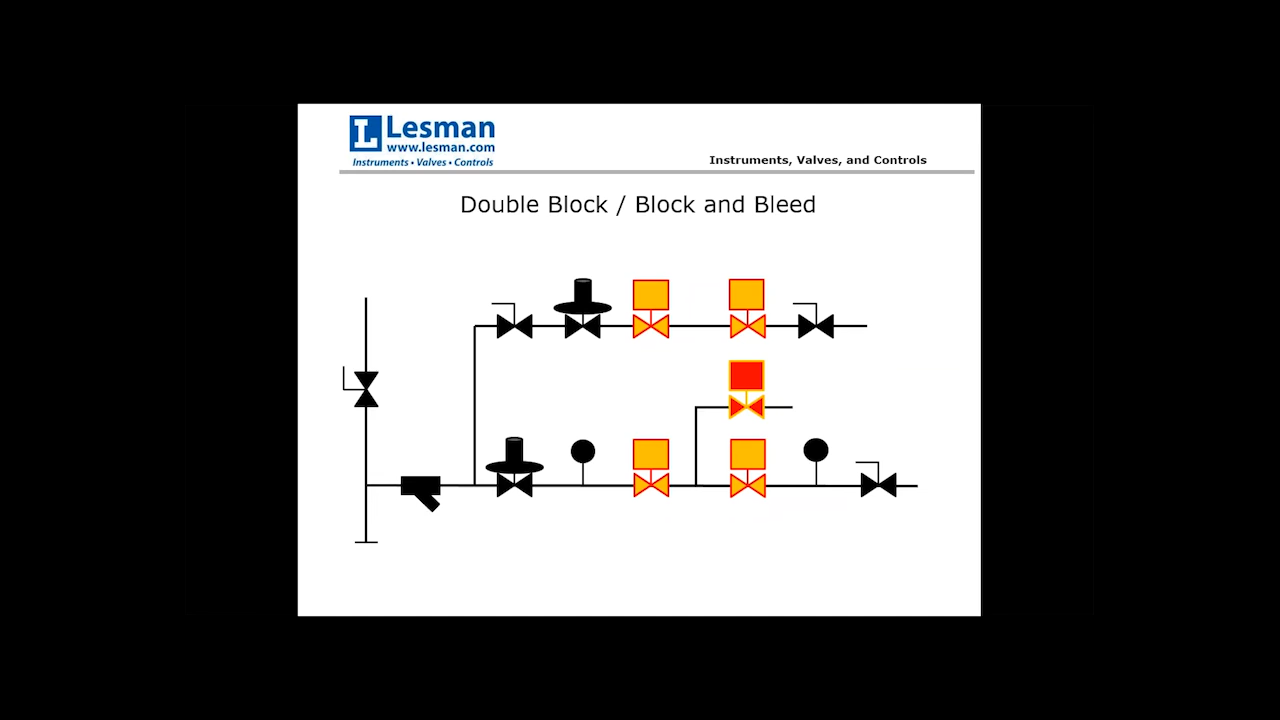 L Lesman
www.lesman.com
Instruments • Valves • Controls
Instruments, Valves, and Controls
Double Block / Block and Bleed